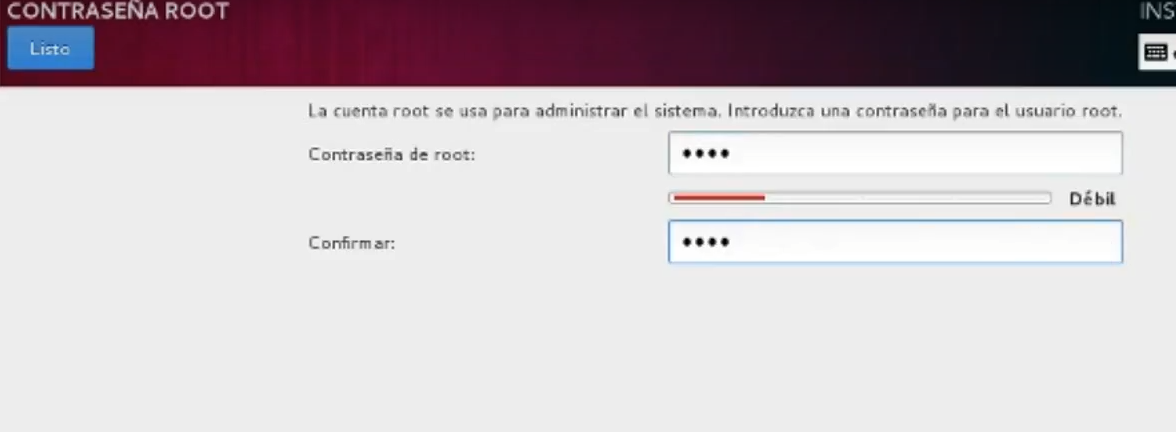 CONTRASEÑA ROOT
INS
Listo
La cuenta root se usa para administrar el sistema. Introduzca una contraseña para el usuario root.
Contraseña de root:
••••
Débil
Confirmar:
••••